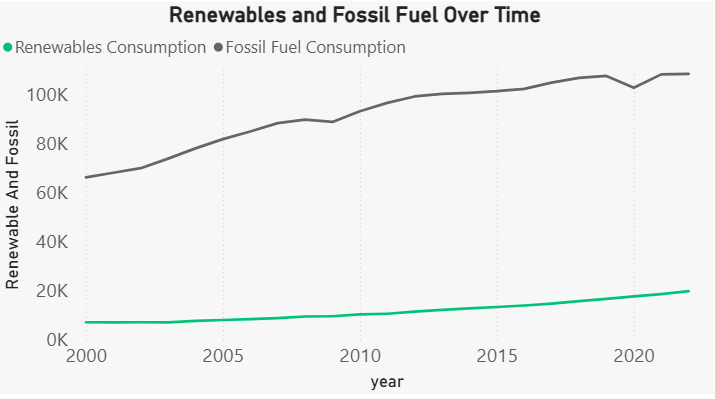 Renewables and Fossil Fuel Over Time
Renewables Consumption Fossil Fuel Consumption
Renewable And Fossil
100K
80K
60K
40K
20K
0K
2000 2005 2010 2015 2020
year